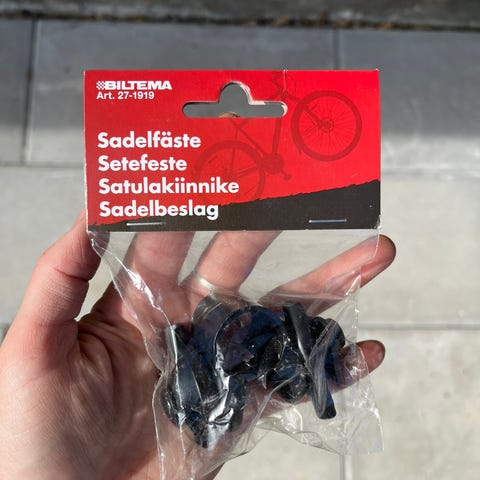 BILTEMA
Art. 27-1919
Sadelfäste
Setefeste
Satulakiinnike
Sadelbeslag